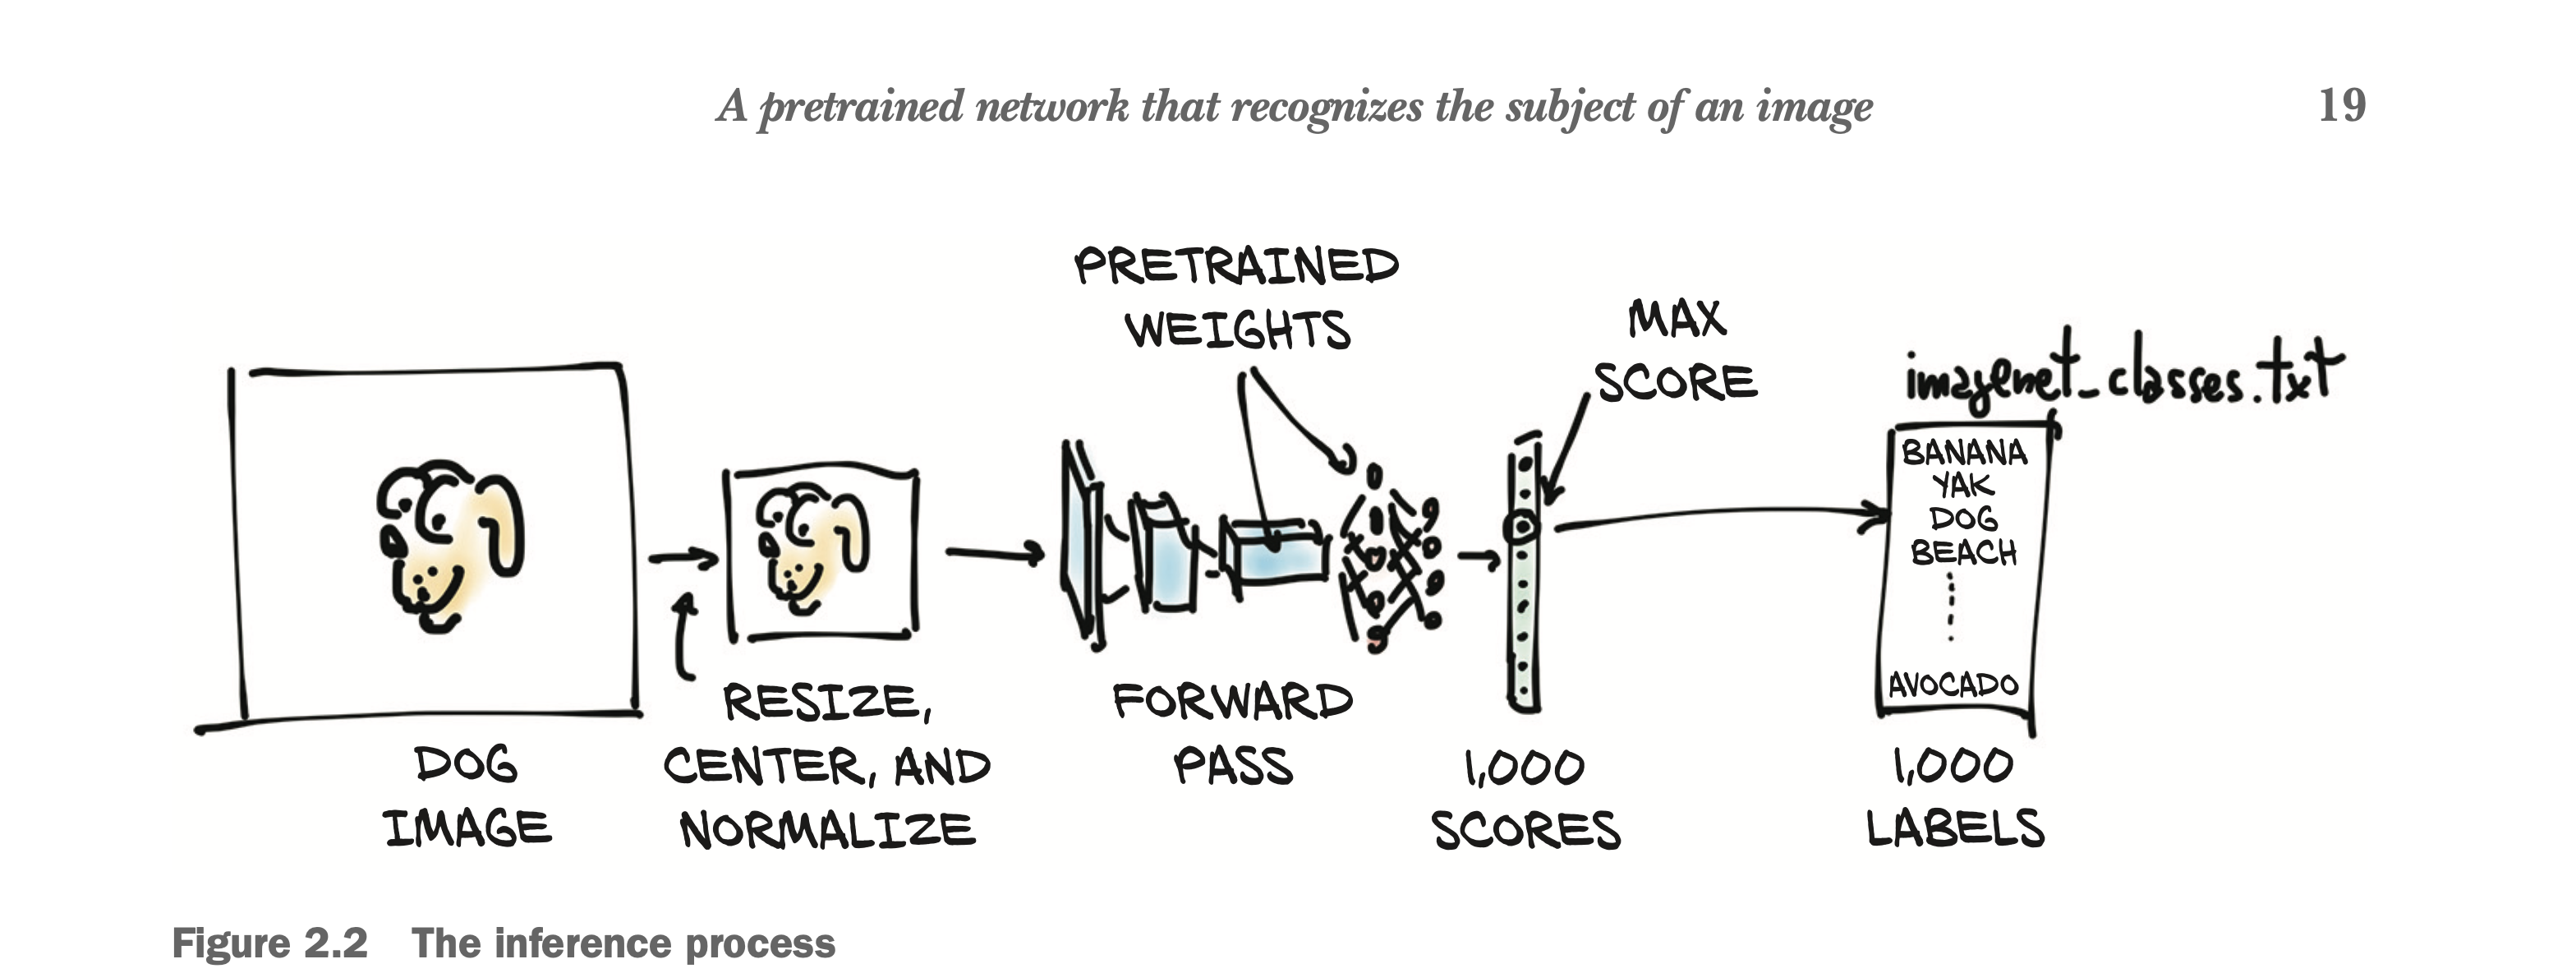 A pretrained network that recognizes the subject of an image 19
PRETRAINED
WEIGHTS
MAX
SCORE
imagenet_classes.txt
BANANA
YAK
DOG
BEACH
AVOCADO
DOG
IMAGE
RESIZE,
CENTER, AND
NORMALIZE
FORWARD
PASS
1,000
SCORES
1,000
LABELS
Figure 2.2 The inference process